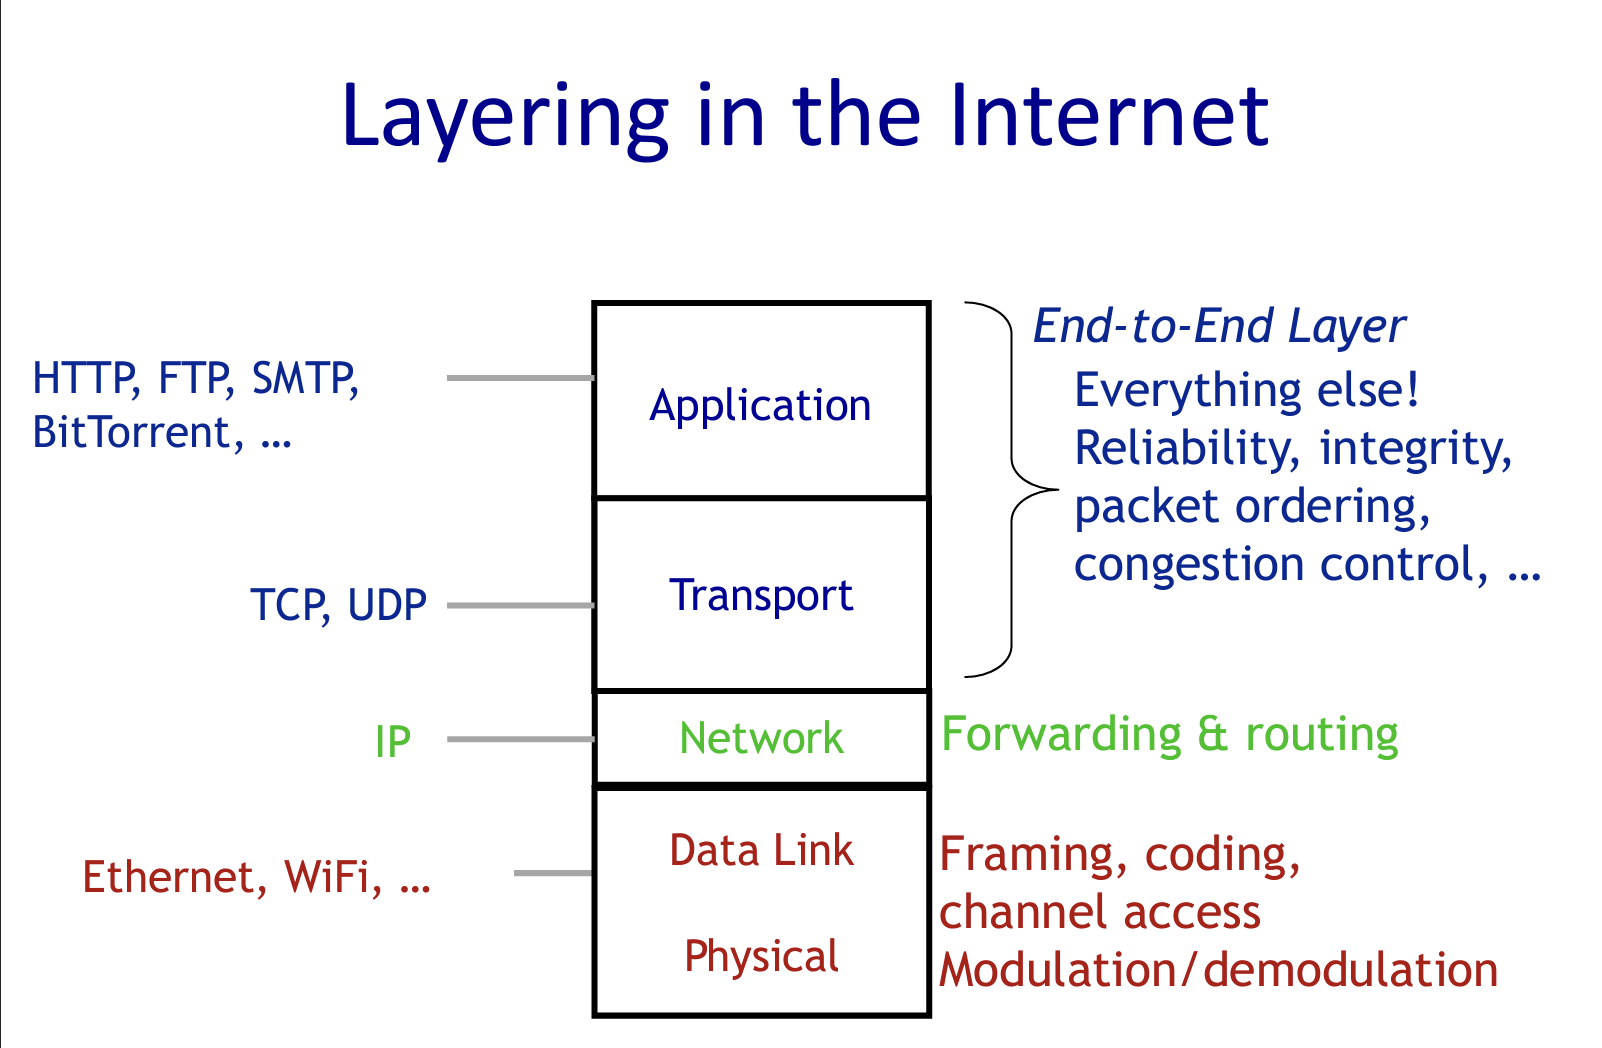 Layering in the Internet
HTTP, FTP, SMTP,
BitTorrent, …
Application
End-to-End Layer
Everything else!
Reliability, integrity,
packet ordering,
congestion control, …
TCP, UDP
Transport
IP
Network
Forwarding & routing
Ethernet, WiFi, …
Data Link
Physical
Framing, coding,
channel access
Modulation/demodulation